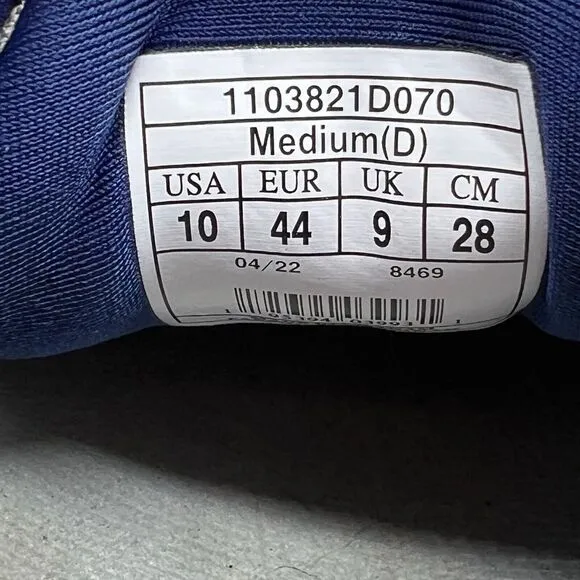 1103821D070
Medium(D)
USA EUR UK CM
10 44 9 28
04/22 8469